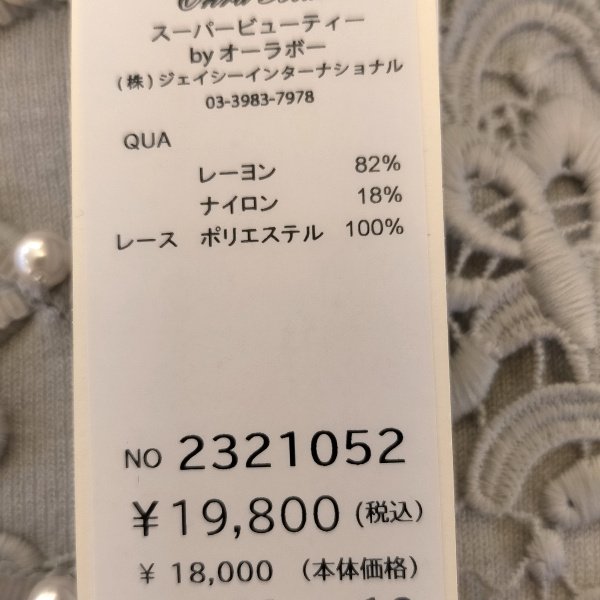 スーパービューティー
by オーラボー
(株)ジェイシーインターナショナル
03-3983-7978
QUA
レーヨン 82%
ナイロン 18%
レース ポリエステル 100%
NO 2321052
¥19,800 (税込)
¥ 18,000 (本体価格)